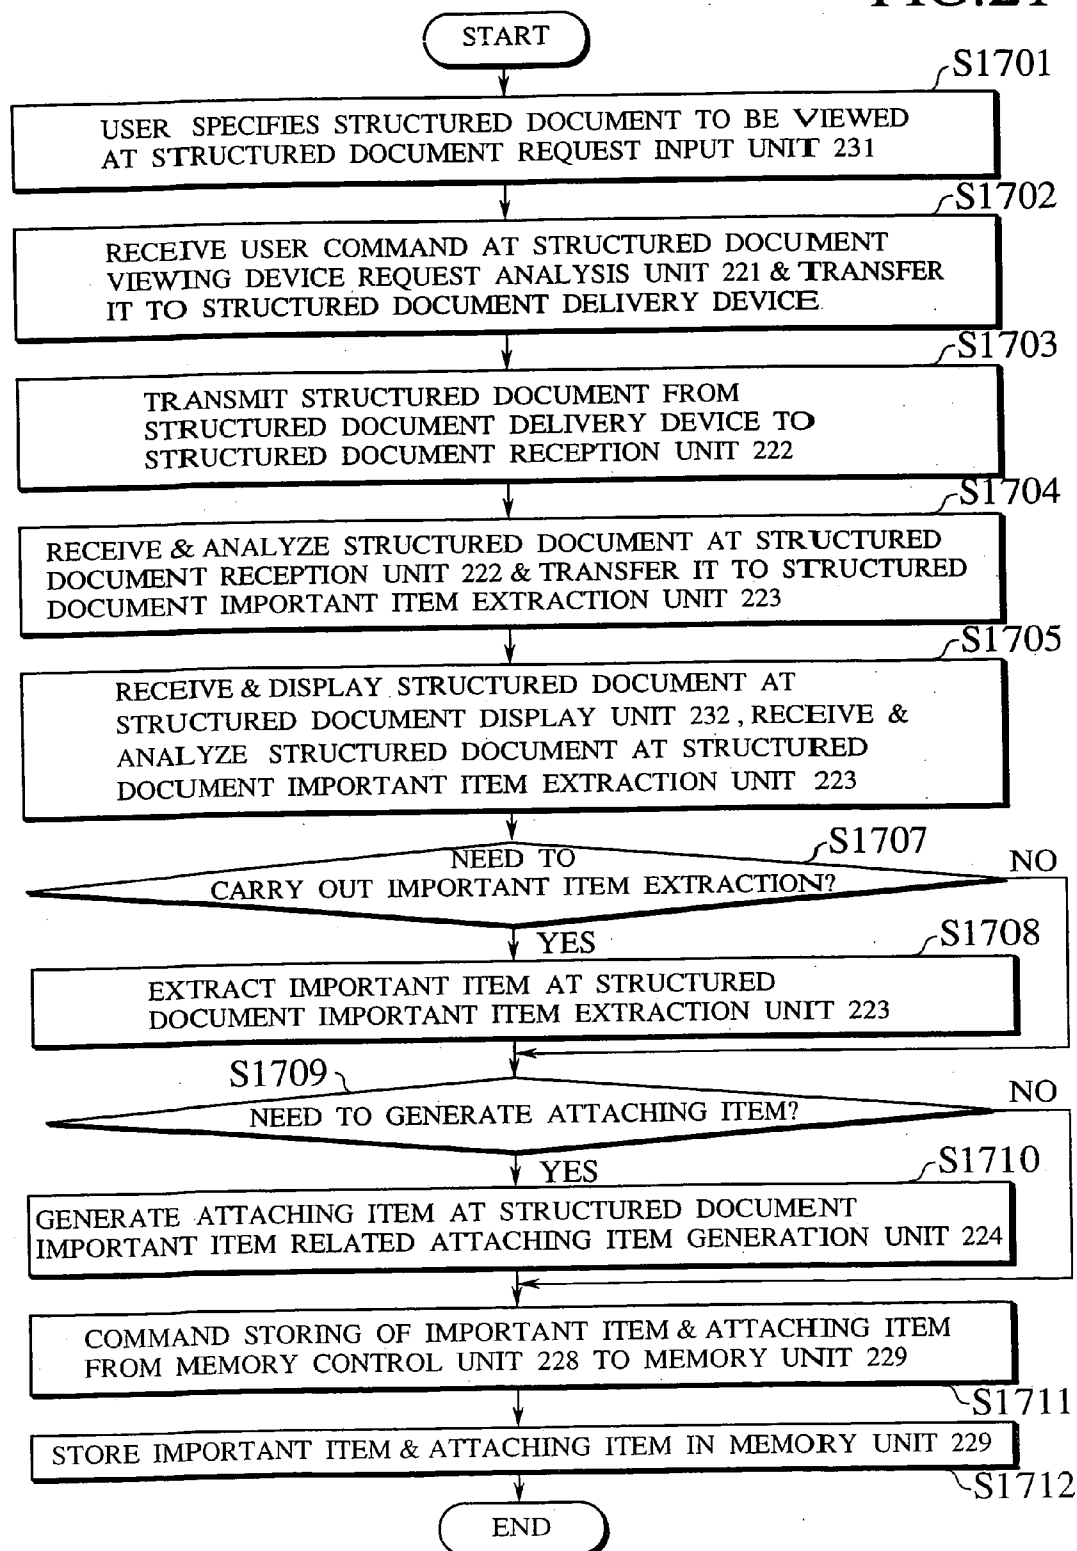 START
S1701
USER SPECIFIES STRUCTURED DOCUMENT TO BE VIEWED
AT STRUCTURED DOCUMENT REQUEST INPUT UNIT 231
S1702
RECEIVE USER COMMAND AT STRUCTURED DOCUMENT
VIEWING DEVICE REQUEST ANALYSIS UNIT 221 & TRANSFER
IT TO STRUCTURED DOCUMENT DELIVERY DEVICE
S1703
TRANSMIT STRUCTURED DOCUMENT FROM
STRUCTURED DOCUMENT DELIVERY DEVICE TO
STRUCTURED DOCUMENT RECEPTION UNIT 222
S1704
RECEIVE & ANALYZE STRUCTURED DOCUMENT AT STRUCTURED
DOCUMENT RECEPTION UNIT 222 & TRANSFER IT TO STRUCTURED
DOCUMENT IMPORTANT ITEM EXTRACTION UNIT 223
S1705
RECEIVE & DISPLAY STRUCTURED DOCUMENT AT
STRUCTURED DOCUMENT DISPLAY UNIT 232, RECEIVE &
ANALYZE STRUCTURED DOCUMENT AT STRUCTURED
DOCUMENT IMPORTANT ITEM EXTRACTION UNIT 223
S1707
NEED TO
CARRY OUT IMPORTANT ITEM EXTRACTION?
NO
YES
S1708
EXTRACT IMPORTANT ITEM AT STRUCTURED
DOCUMENT IMPORTANT ITEM EXTRACTION UNIT 223
S1709
NEED TO GENERATE ATTACHING ITEM?
NO
YES
S1710
GENERATE ATTACHING ITEM AT STRUCTURED DOCUMENT
IMPORTANT ITEM RELATED ATTACHING ITEM GENERATION UNIT 224
COMMAND STORING OF IMPORTANT ITEM & ATTACHING ITEM
FROM MEMORY CONTROL UNIT 228 TO MEMORY UNIT 229
S1711
STORE IMPORTANT ITEM & ATTACHING ITEM IN MEMORY UNIT 229
S1712
END